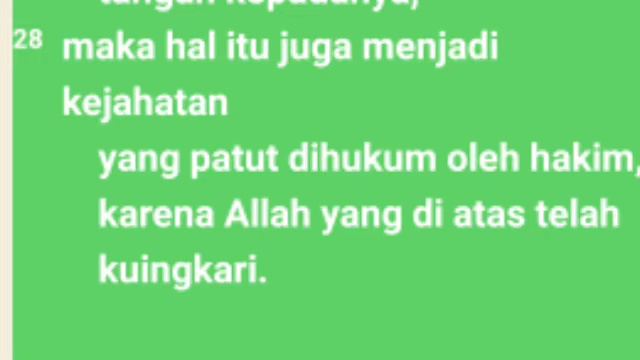 28 maka hal itu juga menjadi
kejahatan
yang patut dihukum oleh hakim,
karena Allah yang di atas telah
kuingkari.